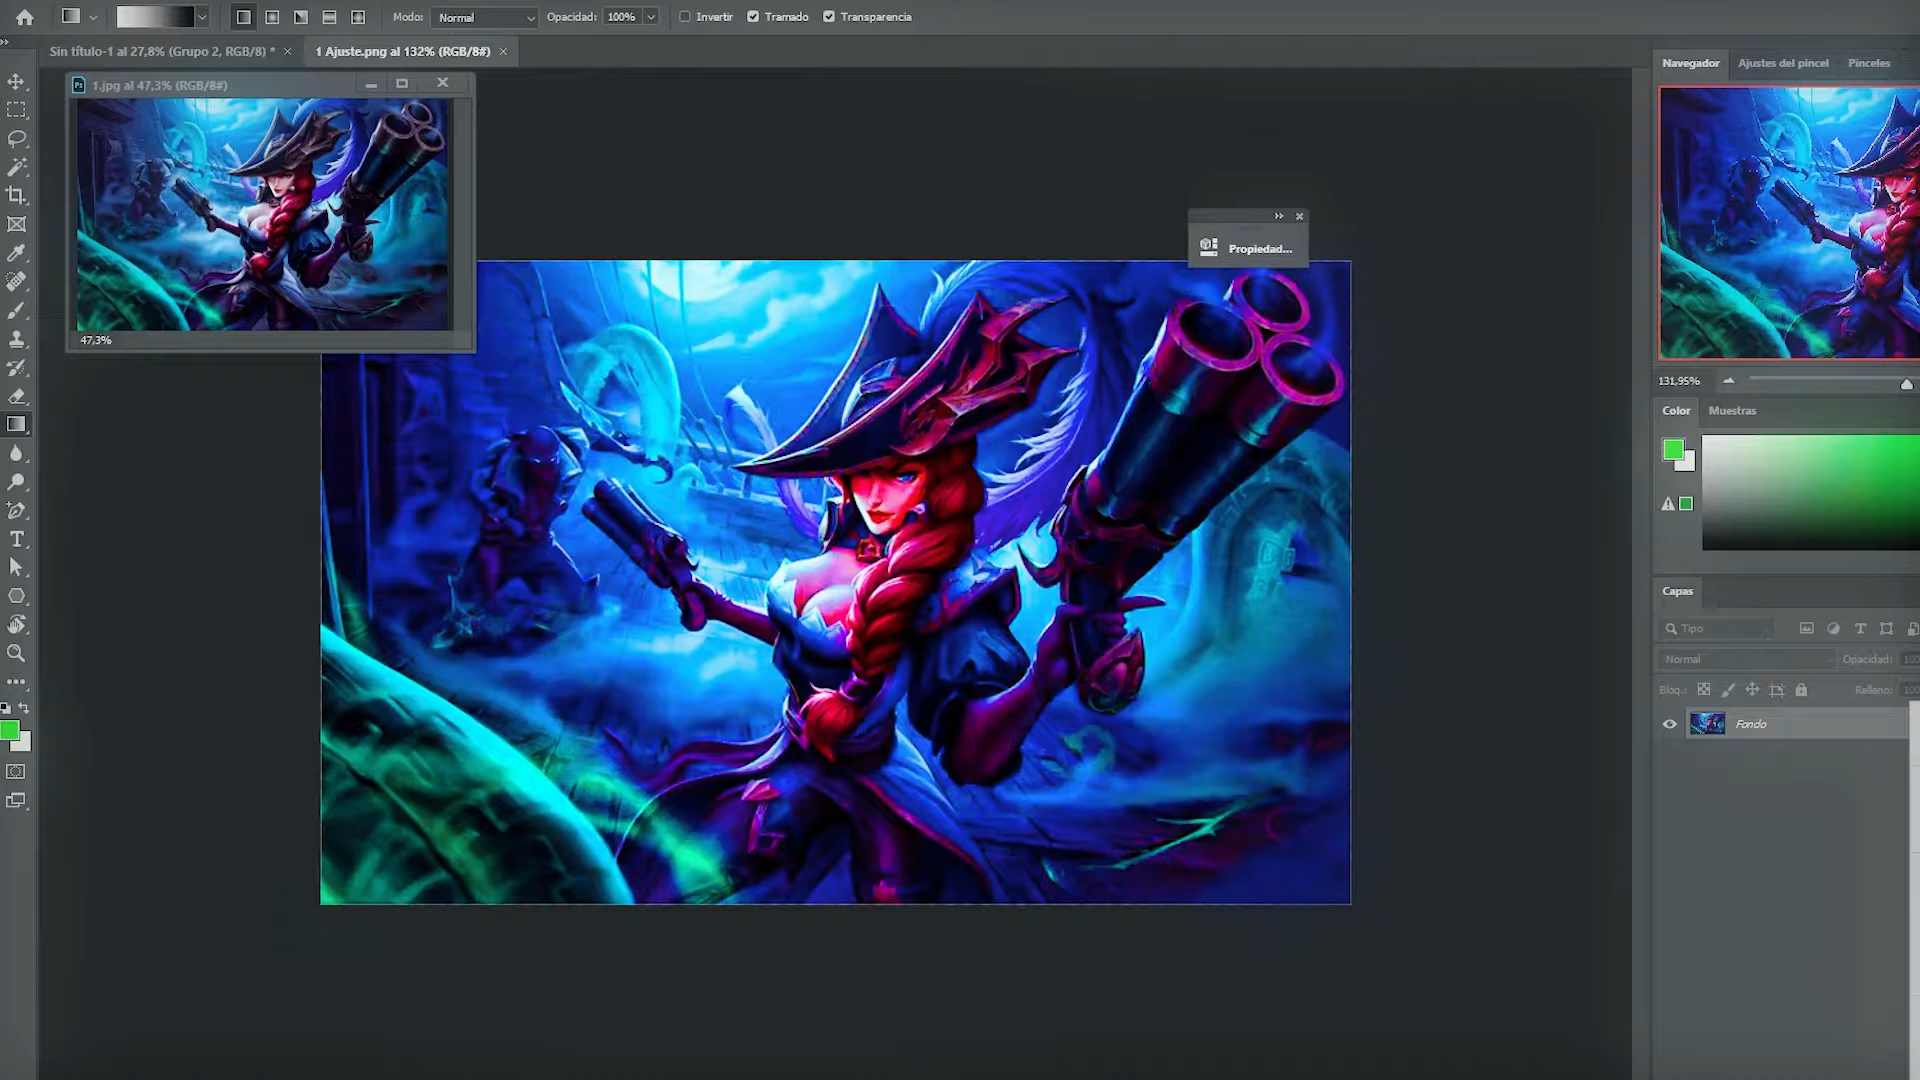 Modo: Normal Opacidad: 100% Invertir Tramado Transparencia
Sin título-1 al 27,8% (Grupo 2, RGB/8) * × 1 Ajuste.png al 132% (RGB/8#) ×
Navegador Ajustes del pincel Pinceles
1.jpg al 47,3% (RGB/8#)
47,3%
Propiedad...
131,95%
Color Muestras
Capas
Tipo
Normal Opacidad: 100
Bloq.: Relleno: 100
Fondo